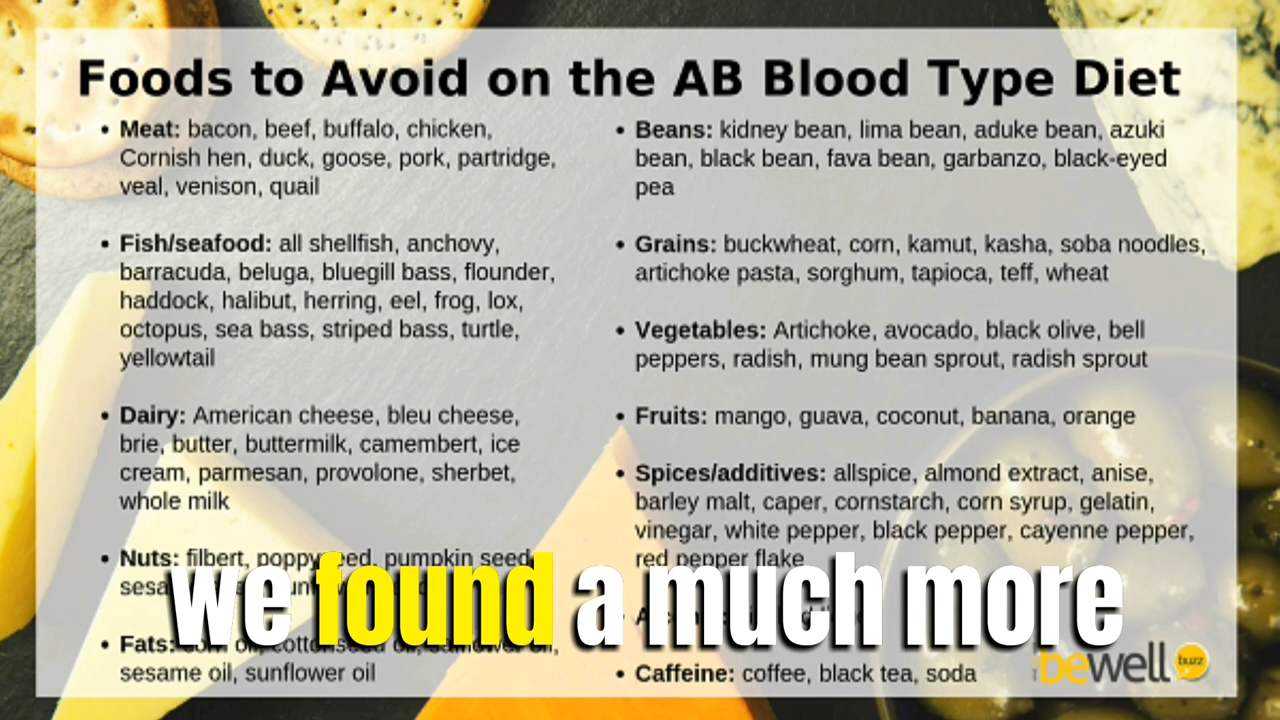 Foods to Avoid on the AB Blood Type Diet
• Meat: bacon, beef, buffalo, chicken,
Cornish hen, duck, goose, pork, partridge,
veal, venison, quail
• Fish/seafood: all shellfish, anchovy,
barracuda, beluga, bluegill bass, flounder,
haddock, halibut, herring, eel, frog, lox,
octopus, sea bass, striped bass, turtle,
yellowtail
• Dairy: American cheese, bleu cheese,
brie, butter, buttermilk, camembert, ice
cream, parmesan, provolone, sherbet,
whole milk
• Nuts: filbert, poppy seed, pumpkin seed
• Fats: corn oil, cottonseed oil, safflower oil,
sesame oil, sunflower oil
• Beans: kidney bean, lima bean, aduke bean, azuki
bean, black bean, fava bean, garbanzo, black-eyed
pea
• Grains: buckwheat, corn, kamut, kasha, soba noodles,
artichoke pasta, sorghum, tapioca, teff, wheat
• Vegetables: Artichoke, avocado, black olive, bell
peppers, radish, mung bean sprout, radish sprout
• Fruits: mango, guava, coconut, banana, orange
• Spices/additives: allspice, almond extract, anise,
barley malt, caper, cornstarch, corn syrup, gelatin,
vinegar, white pepper, black pepper, cayenne pepper,
red pepper flake
• Caffeine: coffee, black tea, soda
we found a much more
bewell buzz